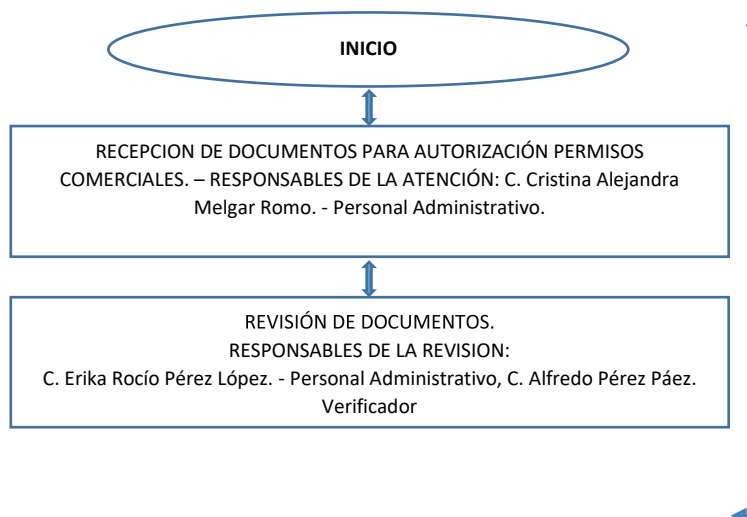 INICIO
RECEPCION DE DOCUMENTOS PARA AUTORIZACIÓN PERMISOS
COMERCIALES. – RESPONSABLES DE LA ATENCIÓN: C. Cristina Alejandra
Melgar Romo. - Personal Administrativo.
REVISIÓN DE DOCUMENTOS.
RESPONSABLES DE LA REVISION:
C. Erika Rocío Pérez López. - Personal Administrativo, C. Alfredo Pérez Páez.
Verificador